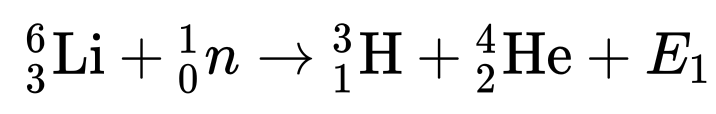 ⁶₃Li + ¹₀n → ³₁H + ⁴₂He + E₁